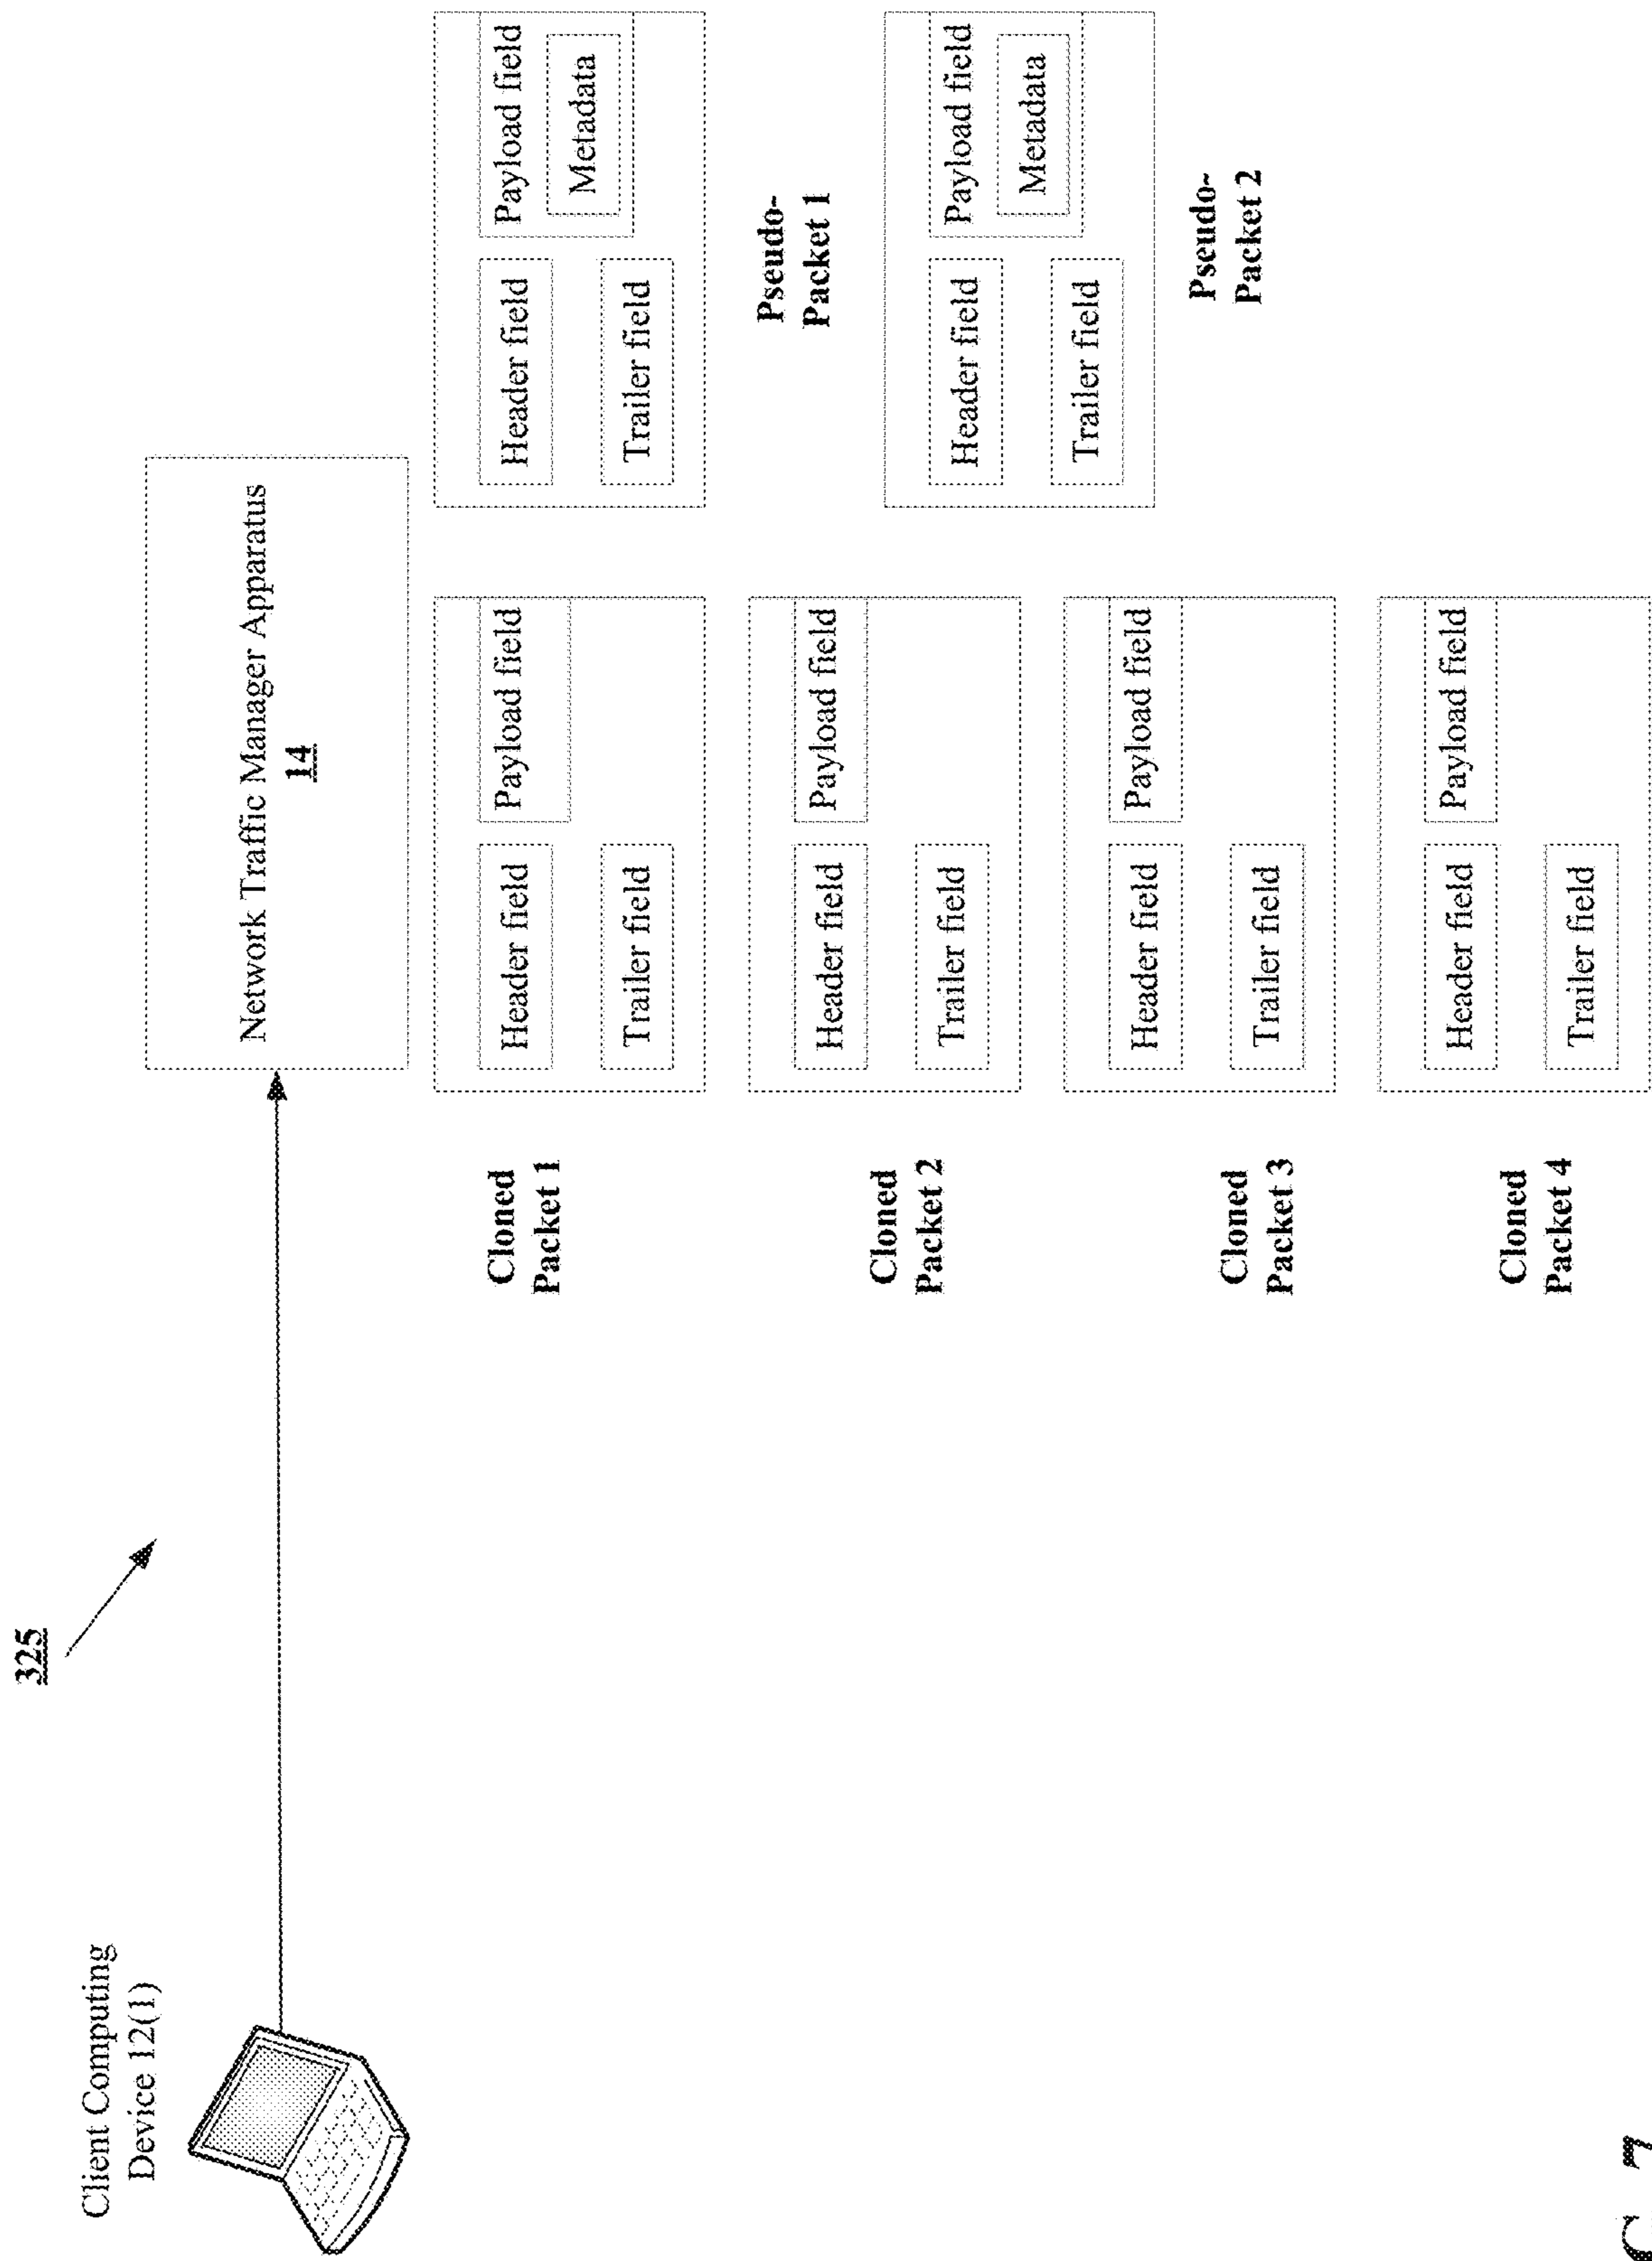 325
Client Computing
Device 12(1)
Network Traffic Manager Apparatus
14
Cloned
Packet 1
Header field
Payload field
Trailer field
Header field
Payload field
Metadata
Trailer field
Pseudo-
Packet 1
Cloned
Packet 2
Header field
Payload field
Trailer field
Header field
Payload field
Metadata
Trailer field
Pseudo-
Packet 2
Cloned
Packet 3
Header field
Payload field
Trailer field
Cloned
Packet 4
Header field
Payload field
Trailer field